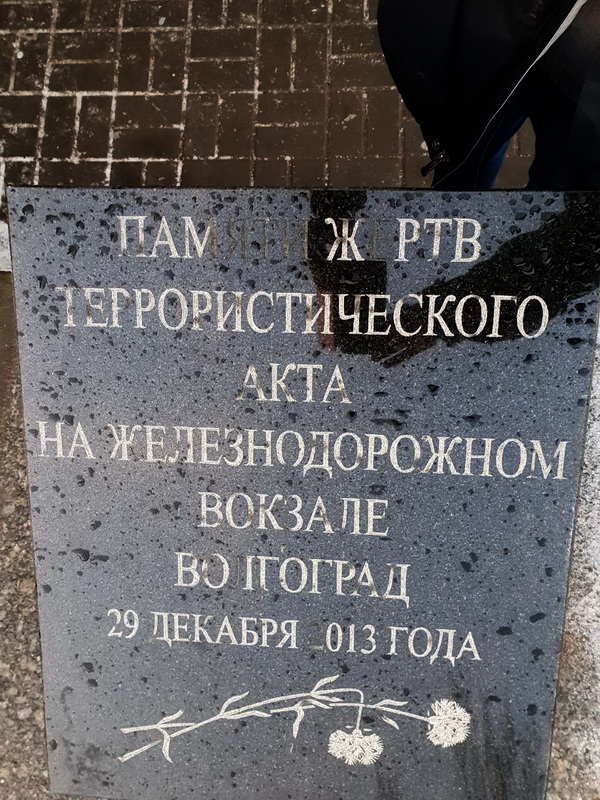 ПАМЯТИ ЖЕРТВ
ТЕРРОРИСТИЧЕСКОГО
АКТА
НА ЖЕЛЕЗНОДОРОЖНОМ
ВОКЗАЛЕ
ВОЛГОГРАД
29 ДЕКАБРЯ 2013 ГОДА